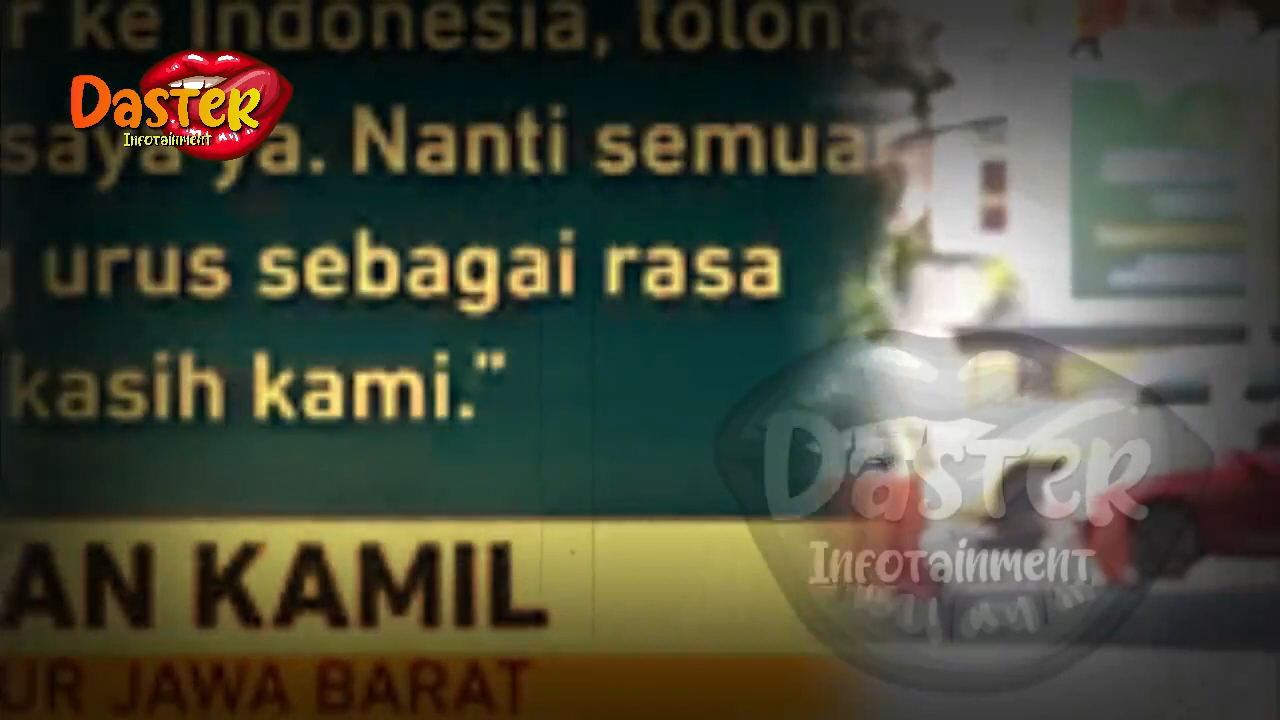 r ke Indonesia, tolong
DASTER
INFOTAINMENT
saya ya. Nanti semua
urus sebagai rasa
kasih kami."
DASTER
INFOTAINMENT
AN KAMIL
UR JAWA BARAT